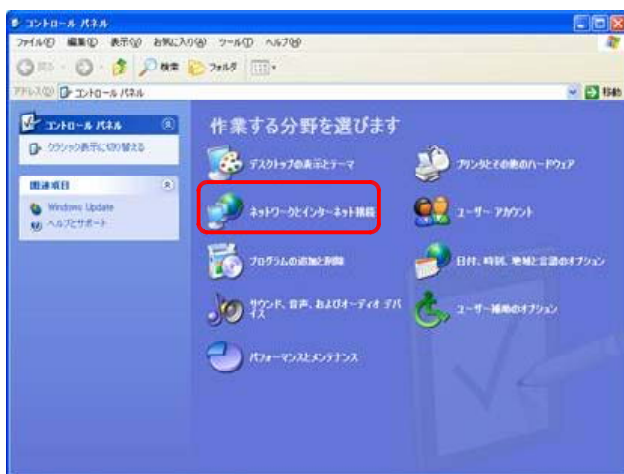 コントロール パネル
ファイル(F) 編集(E) 表示(V) お気に入り(A) ツール(T) ヘルプ(H)
戻る 検索 フォルダ
アドレス(D) コントロール パネル 移動
コントロール パネル
クラシック表示に切り替える
関連項目
Windows Update
ヘルプとサポート
作業する分野を選びます
デスクトップの表示とテーマ
プリンタとその他のハードウェア
ネットワークとインターネット接続
ユーザー アカウント
プログラムの追加と削除
日付、時刻、地域と言語のオプション
サウンド、音声、およびオーディオ デバ
イス
ユーザー補助のオプション
パフォーマンスとメンテナンス